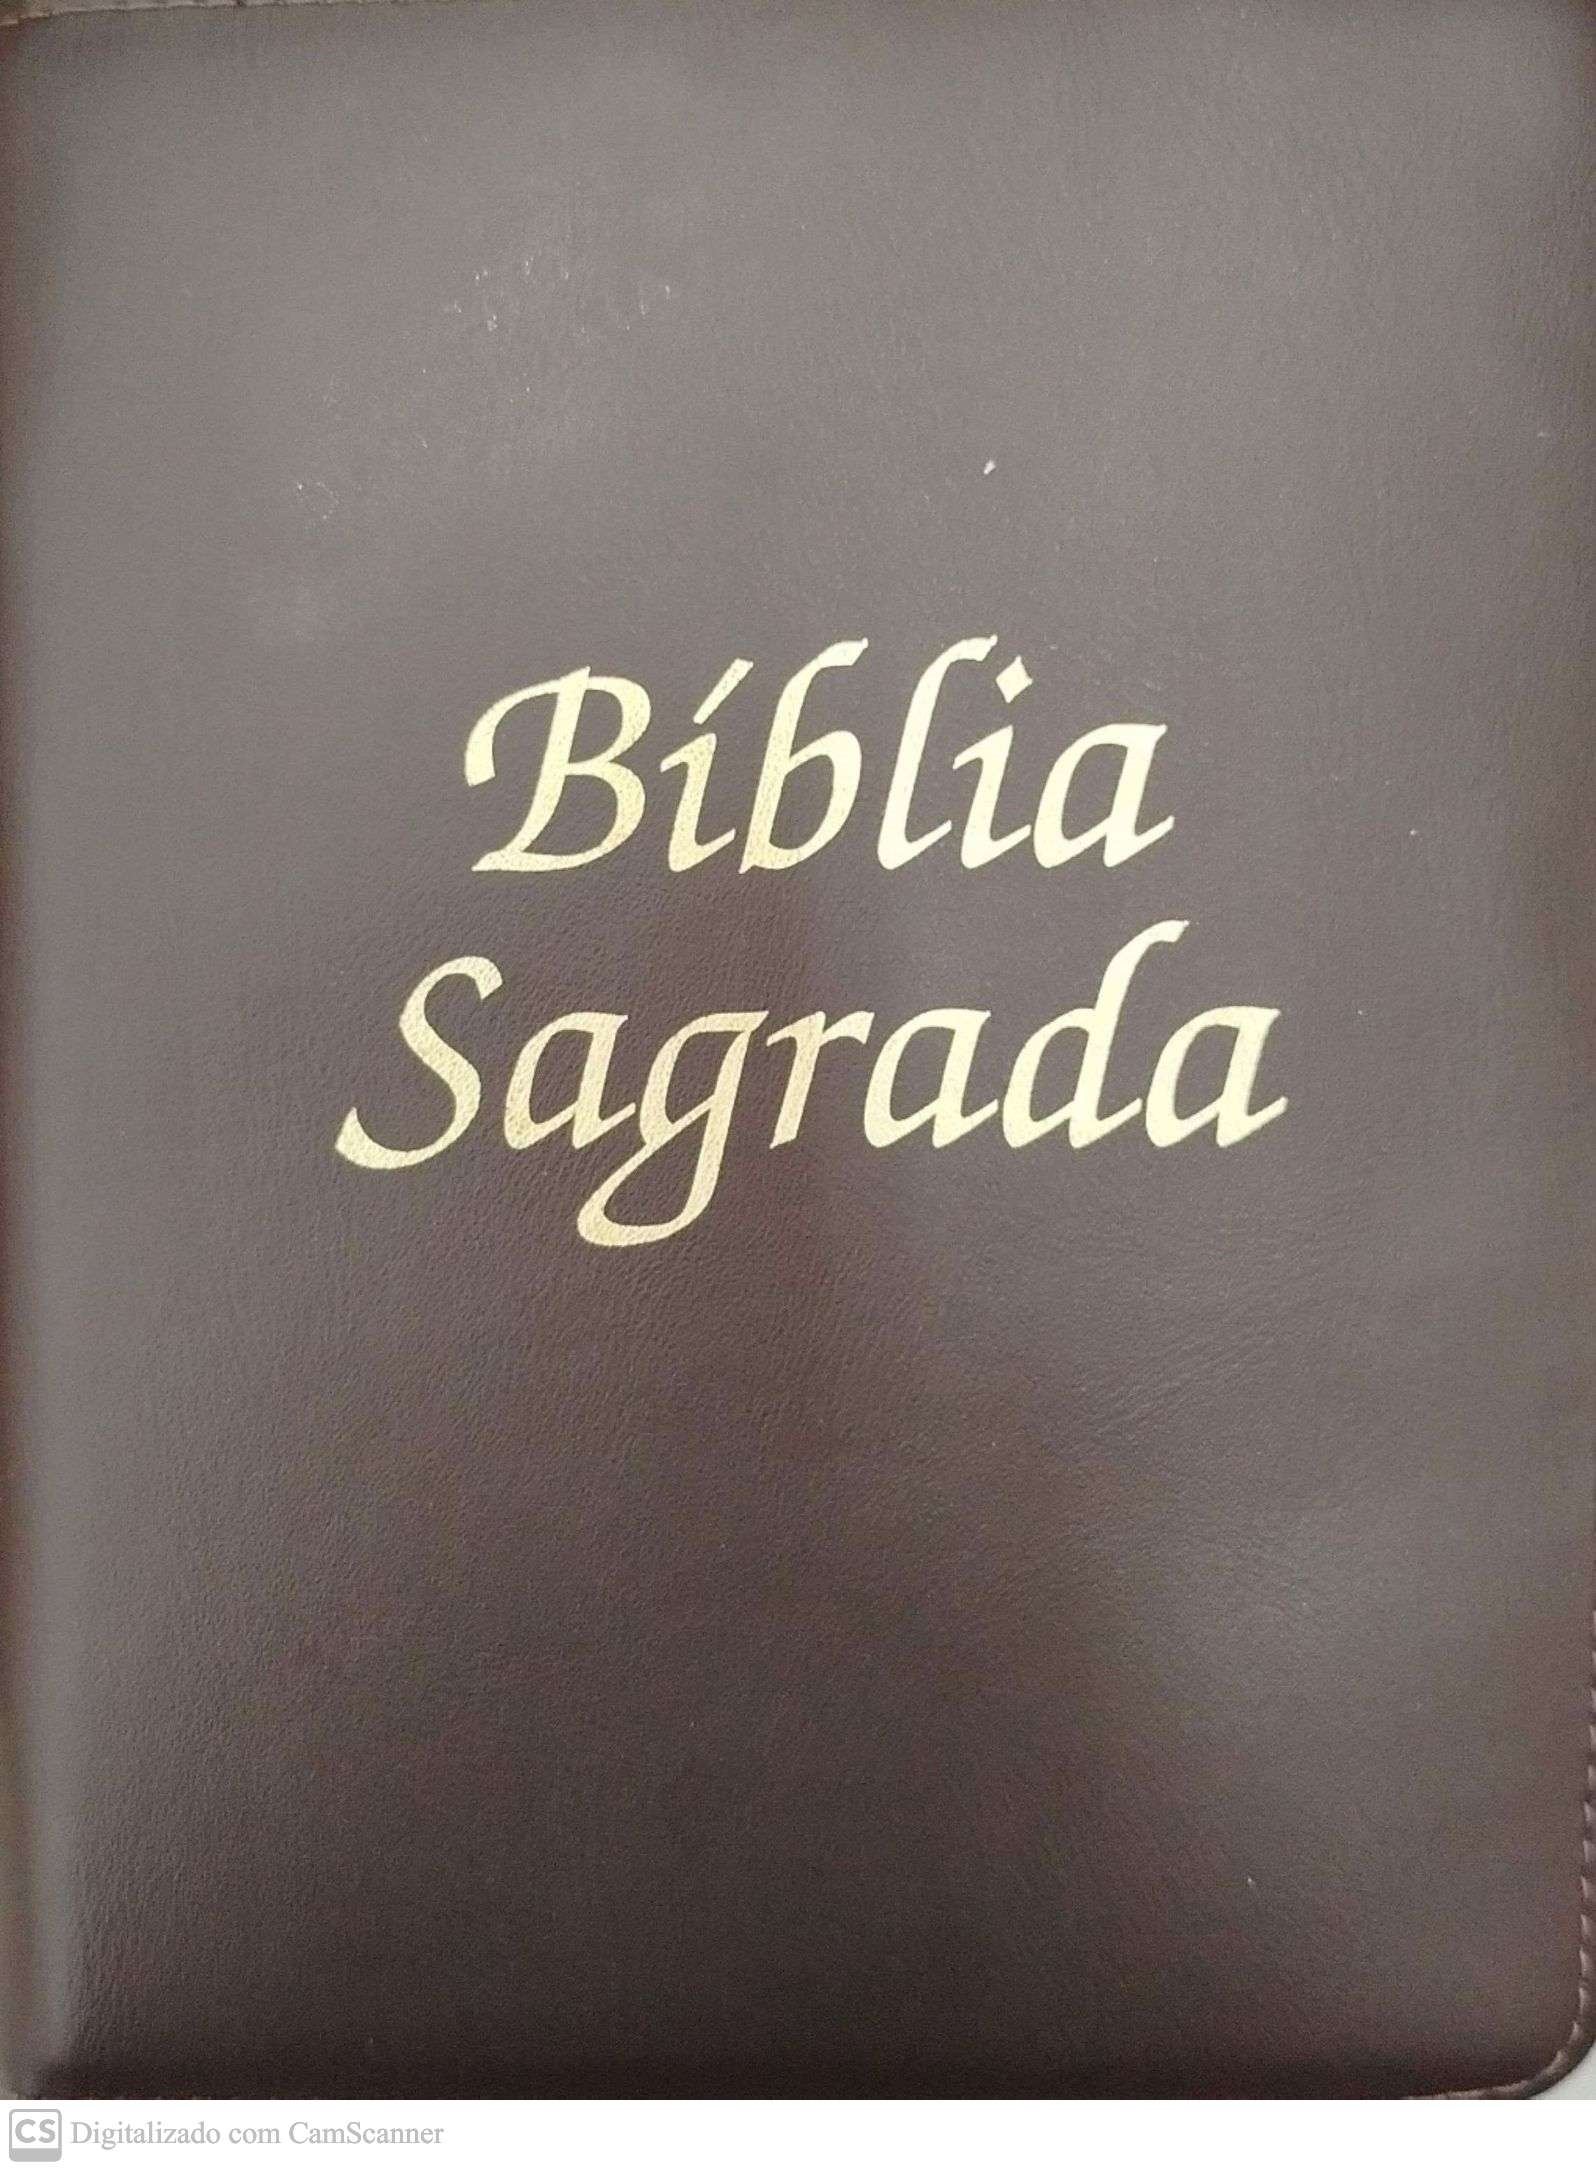 Bíblia
Sagrada
CS Digitalizado com CamScanner